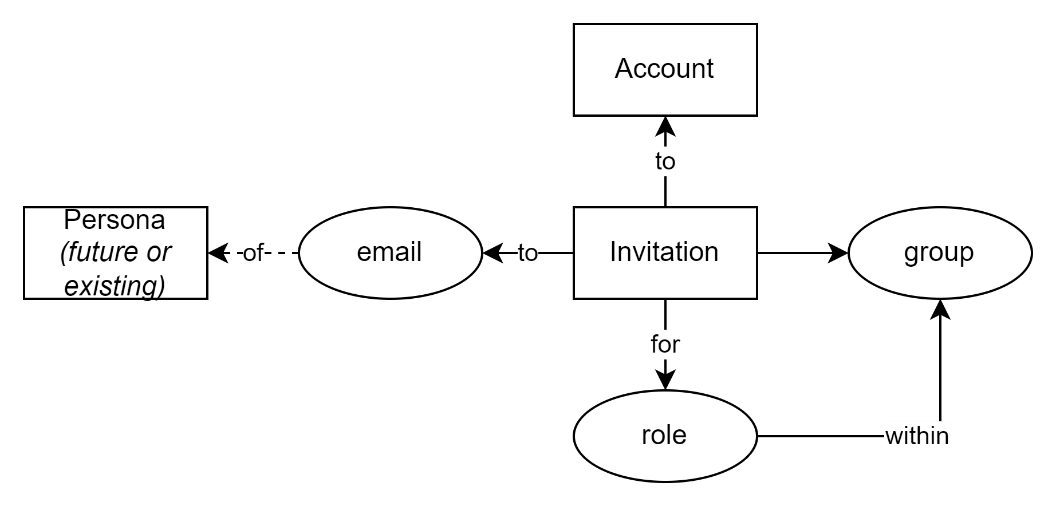 Account
to
Persona
(future or
existing)
of
email
to
Invitation
group
for
role
within